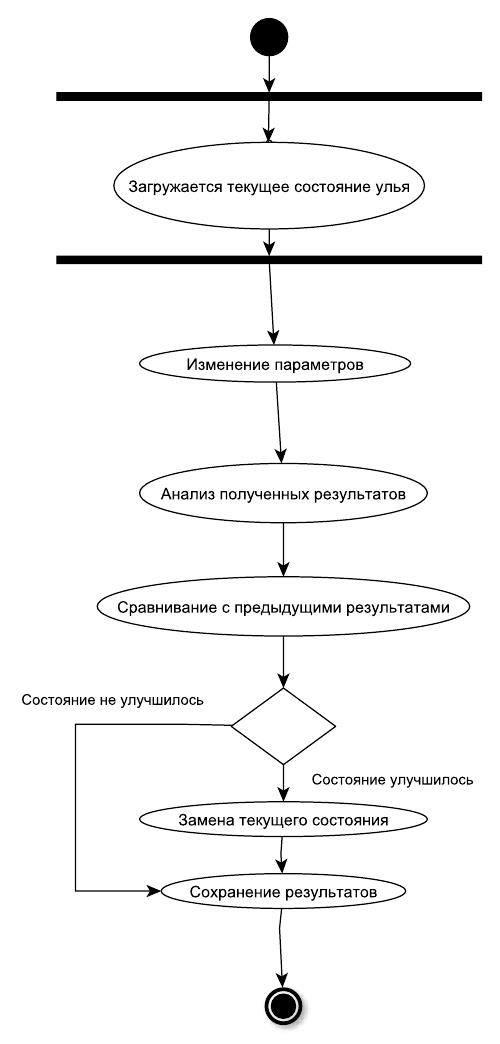 Загружается текущее состояние улья
Изменение параметров
Анализ полученных результатов
Сравнивание с предыдущими результатами
Состояние не улучшилось
Состояние улучшилось
Замена текущего состояния
Сохранение результатов